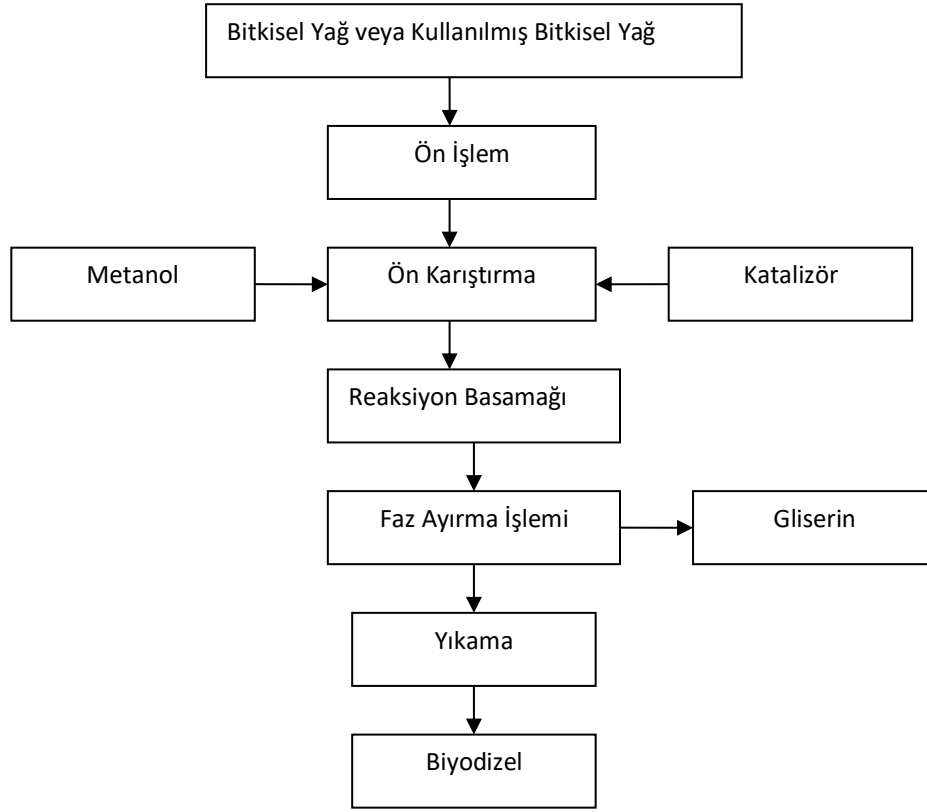 Bitkisel Yağ veya Kullanılmış Bitkisel Yağ
Ön İşlem
Metanol
Ön Karıştırma
Katalizör
Reaksiyon Basamağı
Faz Ayırma İşlemi
Gliserin
Yıkama
Biyodizel